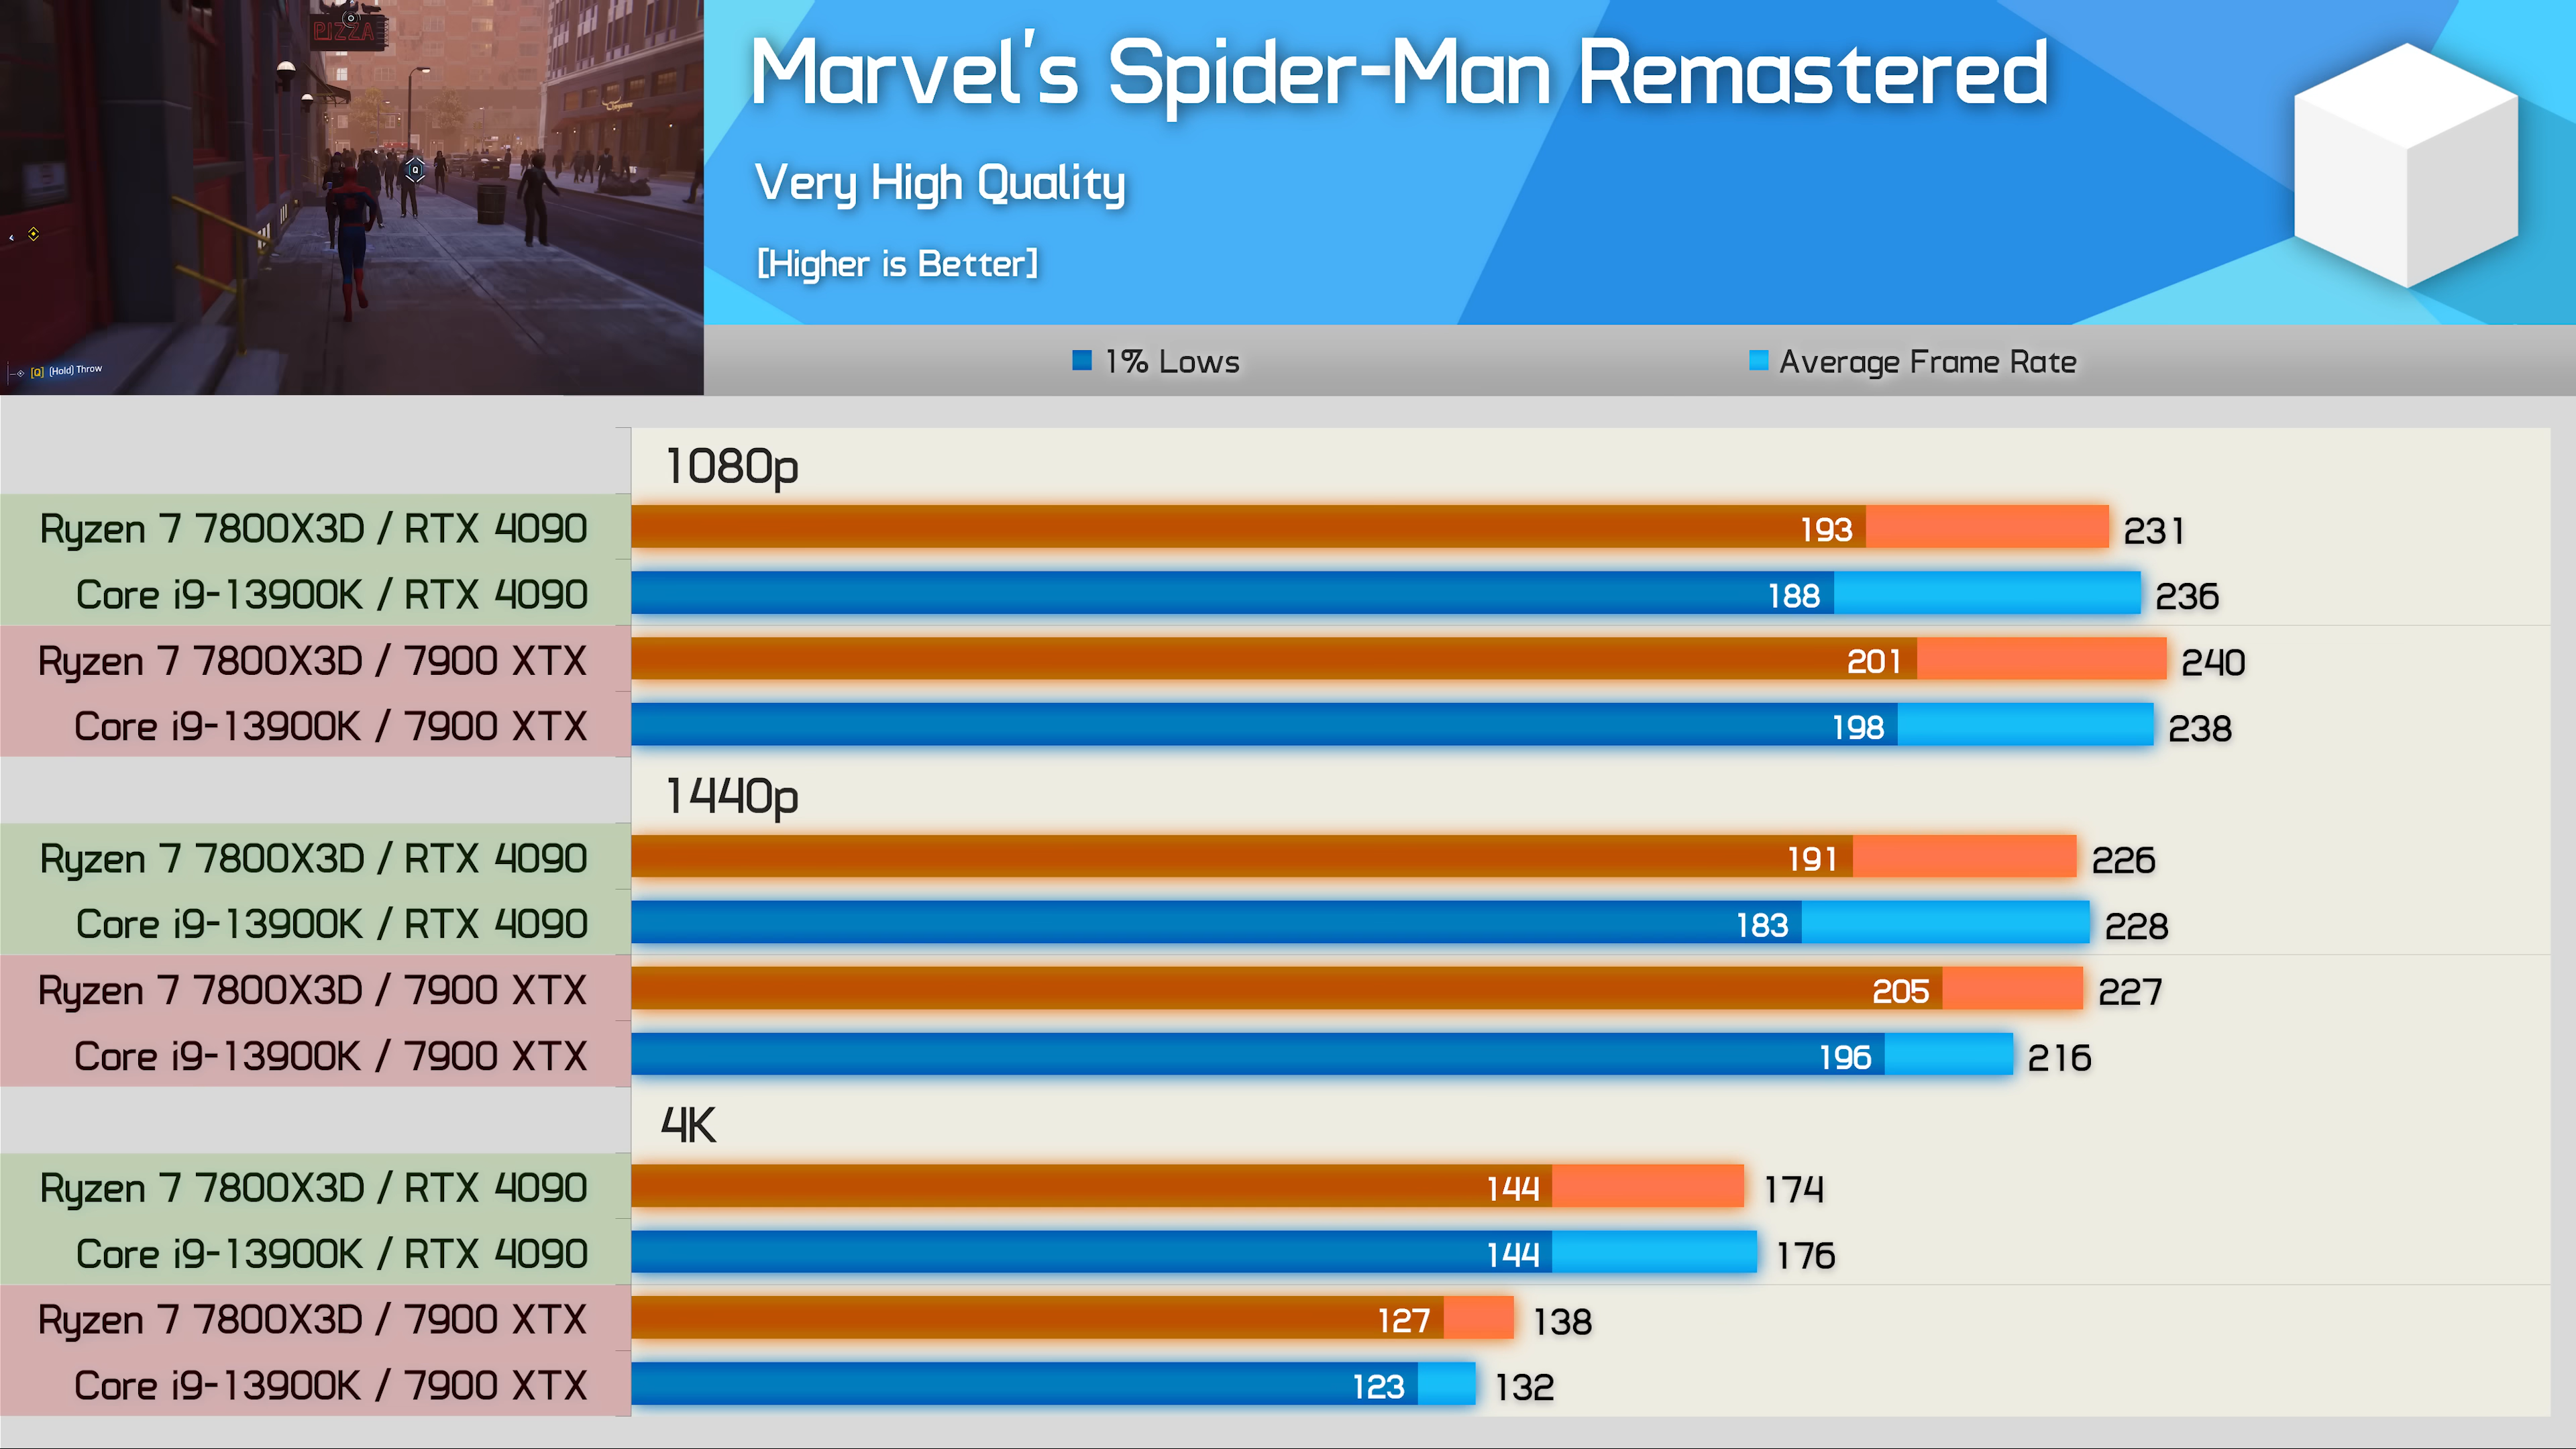 PIZZA
Q
[Q] (Hold) Throw
Marvel's Spider-Man Remastered
Very High Quality
[Higher is Better]
1% Lows
Average Frame Rate
1080p
Ryzen 7 7800X3D / RTX 4090 193 231
Core i9-13900K / RTX 4090 188 236
Ryzen 7 7800X3D / 7900 XTX 201 240
Core i9-13900K / 7900 XTX 198 238
1440p
Ryzen 7 7800X3D / RTX 4090 191 226
Core i9-13900K / RTX 4090 183 228
Ryzen 7 7800X3D / 7900 XTX 205 227
Core i9-13900K / 7900 XTX 196 216
4K
Ryzen 7 7800X3D / RTX 4090 144 174
Core i9-13900K / RTX 4090 144 176
Ryzen 7 7800X3D / 7900 XTX 127 138
Core i9-13900K / 7900 XTX 123 132